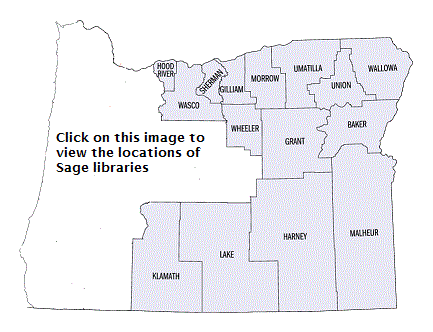 HOOD
RIVER
SHERMAN
WASCO
GILLIAM
MORROW
UMATILLA
UNION
WALLOWA
WHEELER
GRANT
BAKER
Click on this image to
view the locations of
Sage libraries
KLAMATH
LAKE
HARNEY
MALHEUR